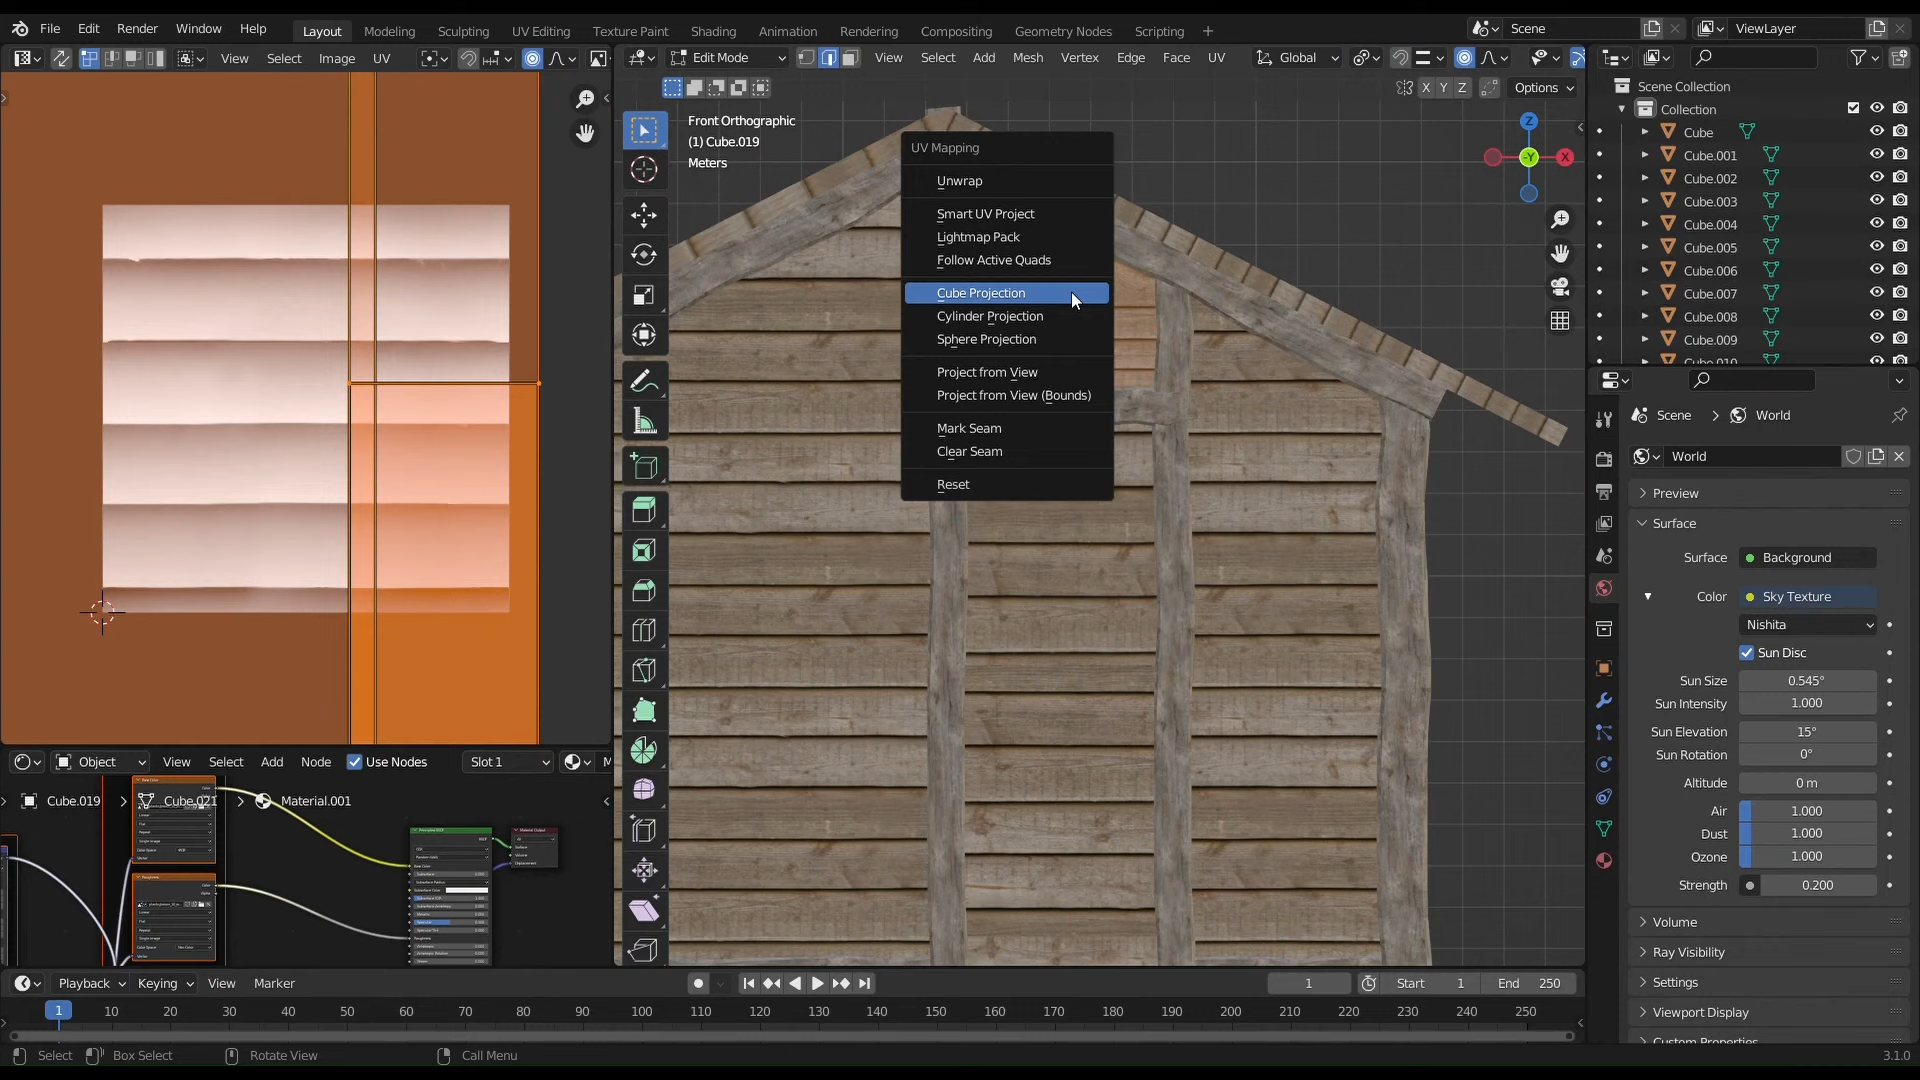 File Edit Render Window Help Layout Modeling Sculpting UV Editing Texture Paint Shading Animation Rendering Compositing Geometry Nodes Scripting + Scene ViewLayer
View Select Image UV
Edit Mode View Select Add Mesh Vertex Edge Face UV Global
X Y Z Options
Front Orthographic
(1) Cube.019
Meters
UV Mapping
Unwrap
Smart UV Project
Lightmap Pack
Follow Active Quads
Cube Projection
Cylinder Projection
Sphere Projection
Project from View
Project from View (Bounds)
Mark Seam
Clear Seam
Reset
Z
-Y
X
Scene Collection
Collection
Cube
Cube.001
Cube.002
Cube.003
Cube.004
Cube.005
Cube.006
Cube.007
Cube.008
Cube.009
Cube.010
Scene > World
World
Preview
Surface
Surface Background
Color Sky Texture
Nishita
Sun Disc
Sun Size 0.545°
Sun Intensity 1.000
Sun Elevation 15°
Sun Rotation 0°
Altitude 0 m
Air 1.000
Dust 1.000
Ozone 1.000
Strength 0.200
Volume
Ray Visibility
Settings
Viewport Display
Custom Properties
Object View Select Add Node Use Nodes Slot 1 M
Cube.019 > Cube.021 > Material.001
Playback Keying View Marker 1 Start 1 End 250
1 10 20 30 40 50 60 70 80 90 100 110 120 130 140 150 160 170 180 190 200 210 220 230 240 250
Select Box Select Rotate View Call Menu 3.1.0